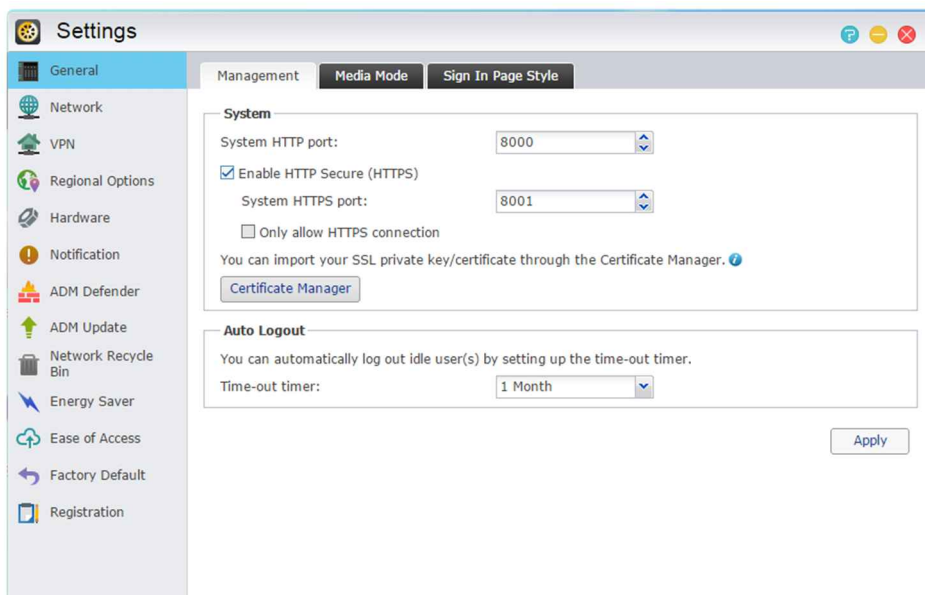 Settings
General
Network
VPN
Regional Options
Hardware
Notification
ADM Defender
ADM Update
Network Recycle
Bin
Energy Saver
Ease of Access
Factory Default
Registration
Management
Media Mode
Sign In Page Style
System
System HTTP port:
8000
Enable HTTP Secure (HTTPS)
System HTTPS port:
8001
Only allow HTTPS connection
You can import your SSL private key/certificate through the Certificate Manager.
Certificate Manager
Auto Logout
You can automatically log out idle user(s) by setting up the time-out timer.
Time-out timer:
1 Month
Apply